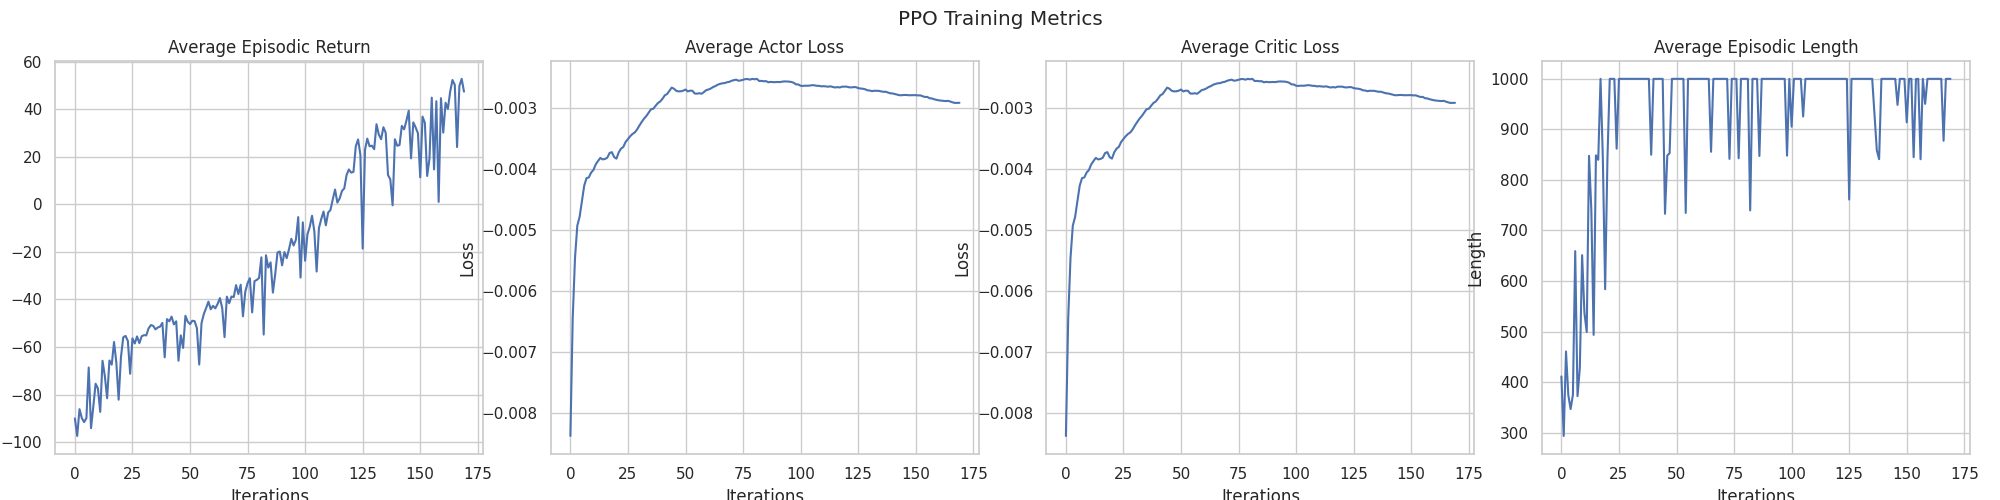 PPO Training Metrics
Average Episodic Return
60
40
20
0
−20
−40
−60
−80
−100
0 25 50 75 100 125 150 175
Iterations
Average Actor Loss
Loss
−0.003
−0.004
−0.005
−0.006
−0.007
−0.008
0 25 50 75 100 125 150 175
Iterations
Average Critic Loss
Loss
−0.003
−0.004
−0.005
−0.006
−0.007
−0.008
0 25 50 75 100 125 150 175
Iterations
Average Episodic Length
Length
1000
900
800
700
600
500
400
300
0 25 50 75 100 125 150 175
Iterations